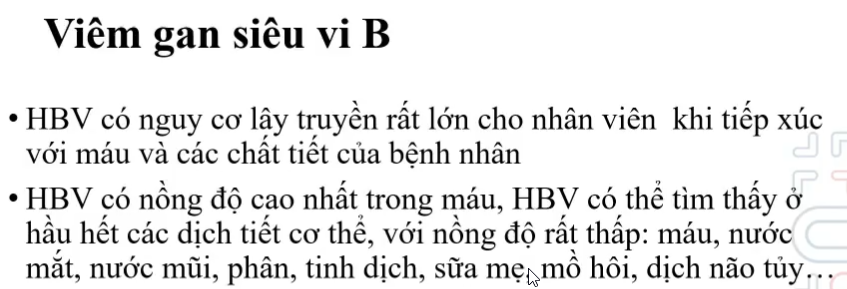 Viêm gan siêu vi B
• HBV có nguy cơ lây truyền rất lớn cho nhân viên khi tiếp xúc
với máu và các chất tiết của bệnh nhân
• HBV có nồng độ cao nhất trong máu, HBV có thể tìm thấy ở
hầu hết các dịch tiết cơ thể, với nồng độ rất thấp: máu, nước
mắt, nước mũi, phân, tinh dịch, sữa mẹ, mồ hôi, dịch não tủy…